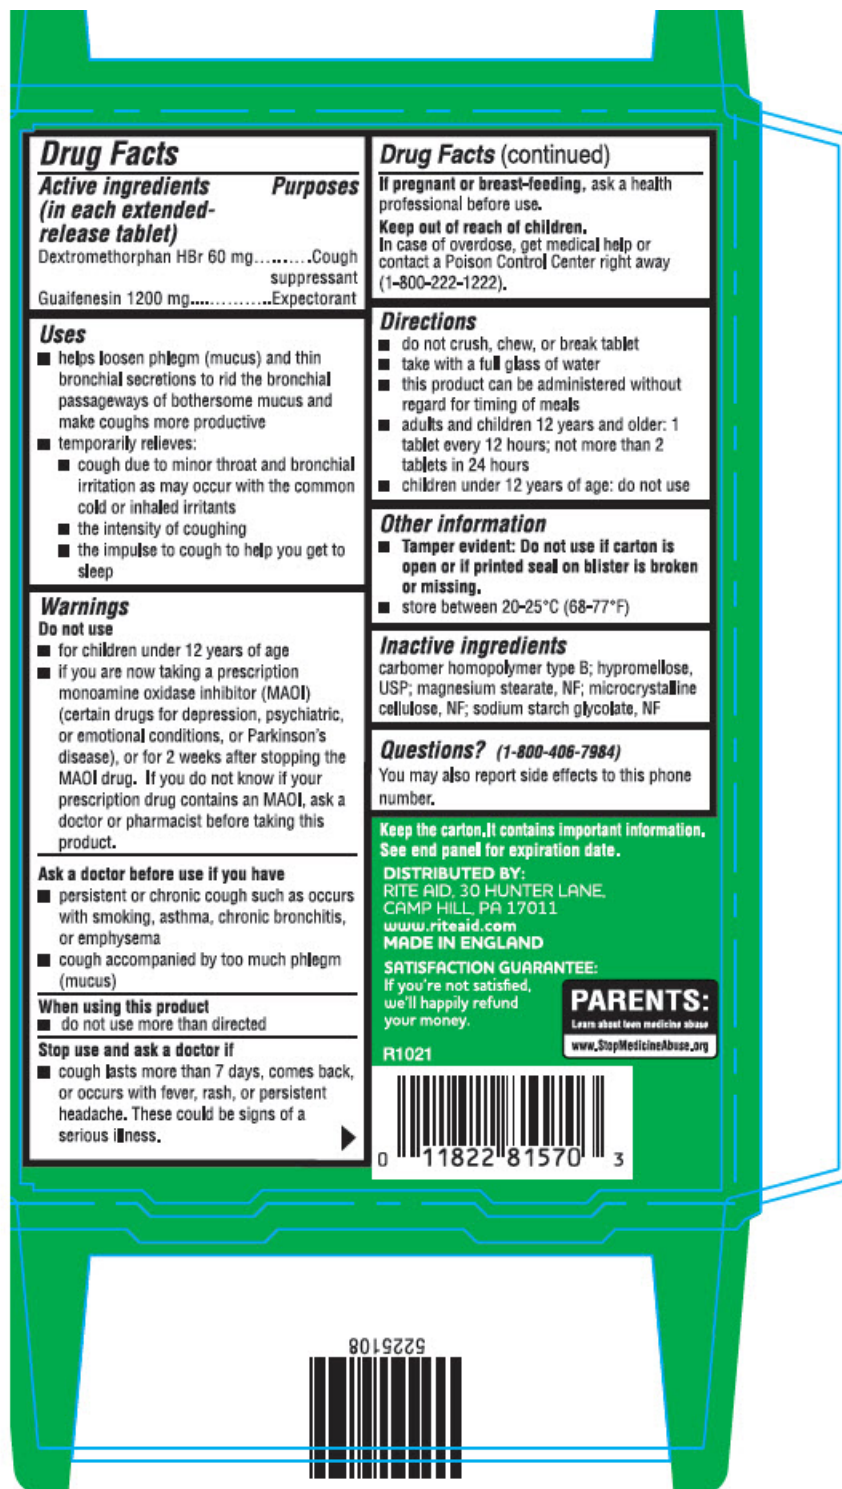 Drug Facts
Active ingredients Purposes
(in each extended-
release tablet)
Dextromethorphan HBr 60 mg..........Cough
suppressant
Guaifenesin 1200 mg...............Expectorant
Uses
■ helps loosen phlegm (mucus) and thin
bronchial secretions to rid the bronchial
passageways of bothersome mucus and
make coughs more productive
■ temporarily relieves:
■ cough due to minor throat and bronchial
irritation as may occur with the common
cold or inhaled irritants
■ the intensity of coughing
■ the impulse to cough to help you get to
sleep
Warnings
Do not use
■ for children under 12 years of age
■ if you are now taking a prescription
monoamine oxidase inhibitor (MAOI)
(certain drugs for depression, psychiatric,
or emotional conditions, or Parkinson's
disease), or for 2 weeks after stopping the
MAOI drug. If you do not know if your
prescription drug contains an MAOI, ask a
doctor or pharmacist before taking this
product.
Ask a doctor before use if you have
■ persistent or chronic cough such as occurs
with smoking, asthma, chronic bronchitis,
or emphysema
■ cough accompanied by too much phlegm
(mucus)
When using this product
■ do not use more than directed
Stop use and ask a doctor if
■ cough lasts more than 7 days, comes back,
or occurs with fever, rash, or persistent
headache. These could be signs of a
serious illness.
Drug Facts (continued)
If pregnant or breast-feeding, ask a health
professional before use.
Keep out of reach of children.
In case of overdose, get medical help or
contact a Poison Control Center right away
(1-800-222-1222).
Directions
■ do not crush, chew, or break tablet
■ take with a full glass of water
■ this product can be administered without
regard for timing of meals
■ adults and children 12 years and older: 1
tablet every 12 hours; not more than 2
tablets in 24 hours
■ children under 12 years of age: do not use
Other information
■ Tamper evident: Do not use if carton is
open or if printed seal on blister is broken
or missing.
■ store between 20-25°C (68-77°F)
Inactive ingredients
carbomer homopolymer type B; hypromellose,
USP; magnesium stearate, NF; microcrystalline
cellulose, NF; sodium starch glycolate, NF
Questions? (1-800-406-7984)
You may also report side effects to this phone
number.
Keep the carton.It contains important information.
See end panel for expiration date.
DISTRIBUTED BY:
RITE AID, 30 HUNTER LANE,
CAMP HILL, PA 17011
www.riteaid.com
MADE IN ENGLAND
SATISFACTION GUARANTEE:
If you're not satisfied,
we'll happily refund
your money.
R1021
PARENTS:
Learn about teen medicine abuse
www.StopMedicineAbuse.org
0 11822 81570 3
5225108